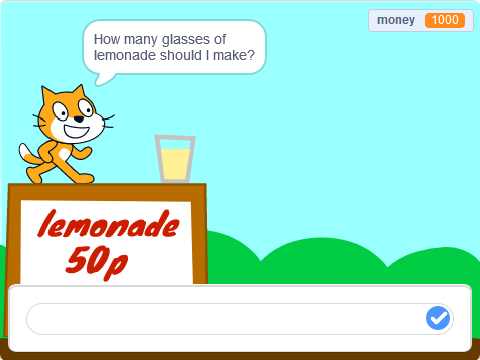 money 1000
How many glasses of
lemonade should I make?
lemonade
50p